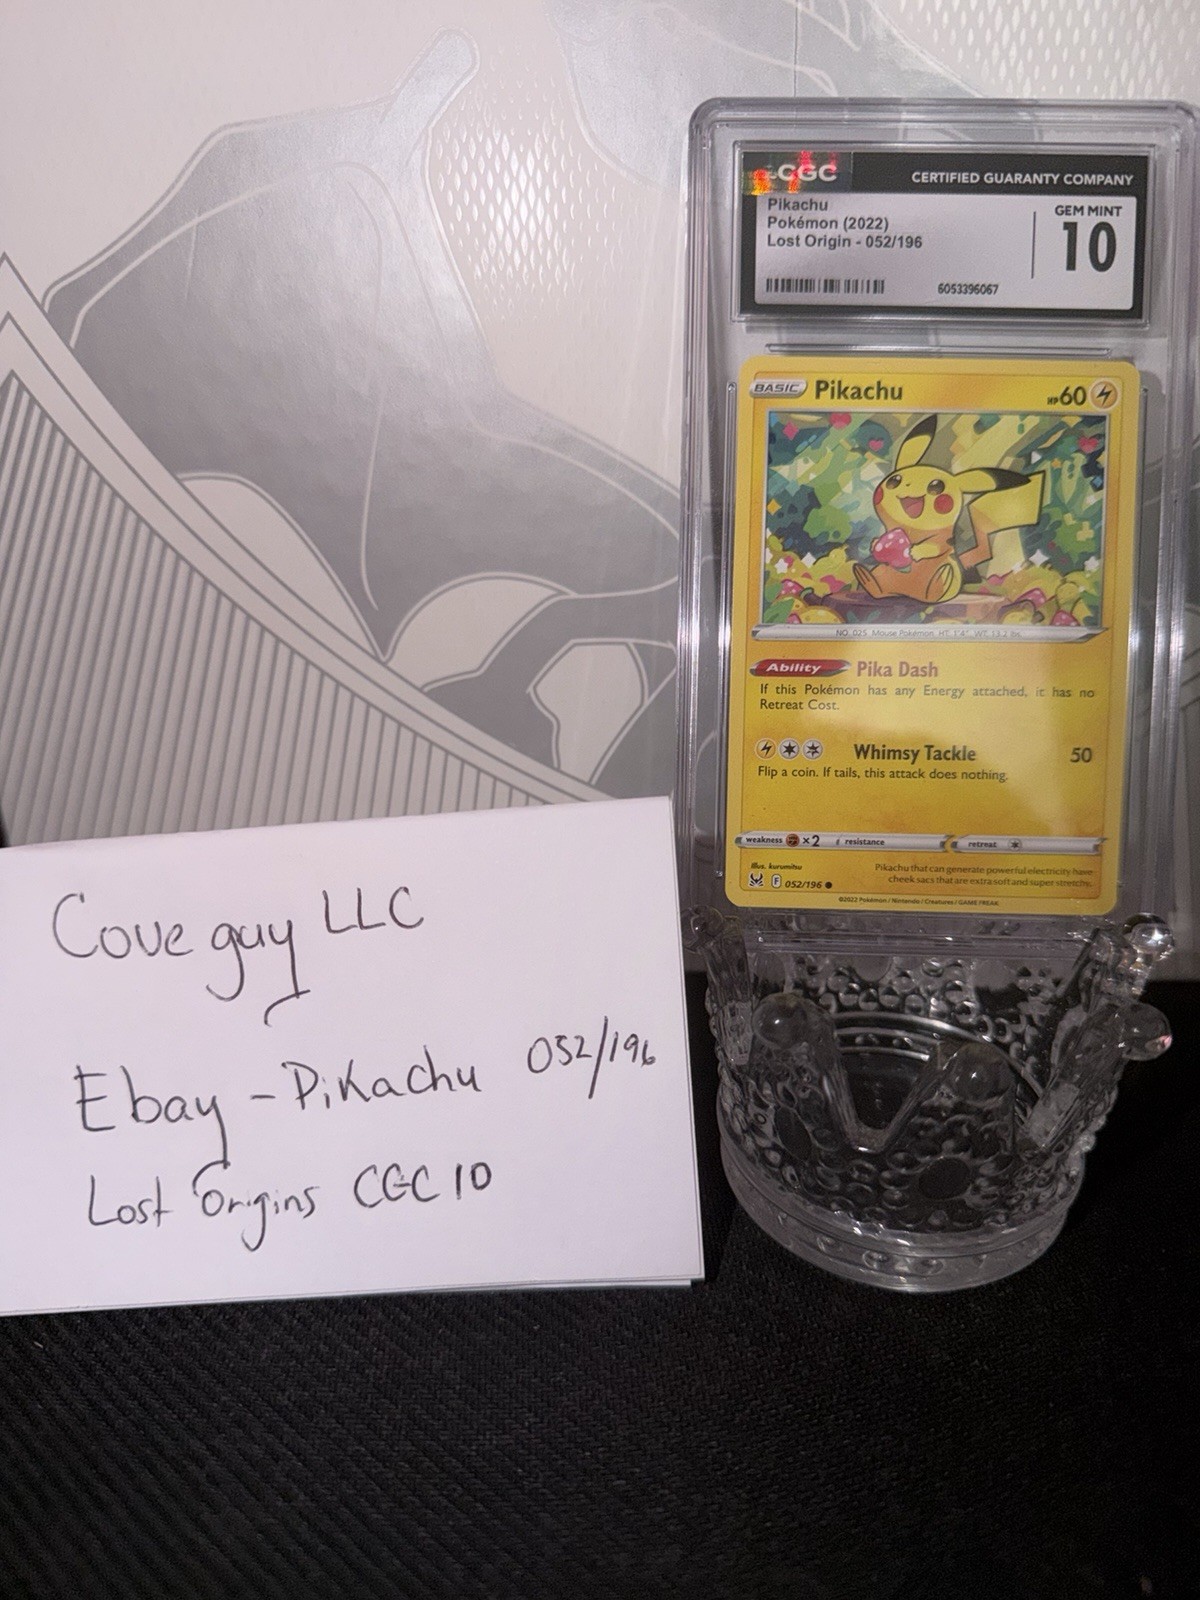 CGC CERTIFIED GUARANTY COMPANY
Pikachu
Pokémon (2022)
Lost Origin - 052/196
GEM MINT
10
6053396067
BASIC Pikachu HP60
NO. 025 Mouse Pokémon HT: 1'4" WT: 13.2 lbs.
Ability Pika Dash
If this Pokémon has any Energy attached, it has no
Retreat Cost.
Whimsy Tackle 50
Flip a coin. If tails, this attack does nothing.
weakness ×2 resistance retreat
Illus. kurumitsu
F 052/196
Pikachu that can generate powerful electricity have
cheek sacs that are extra soft and super stretchy.
©2022 Pokémon / Nintendo / Creatures / GAME FREAK
Cove guy LLC
Ebay - Pikachu 052/196
Lost Origins CGC 10